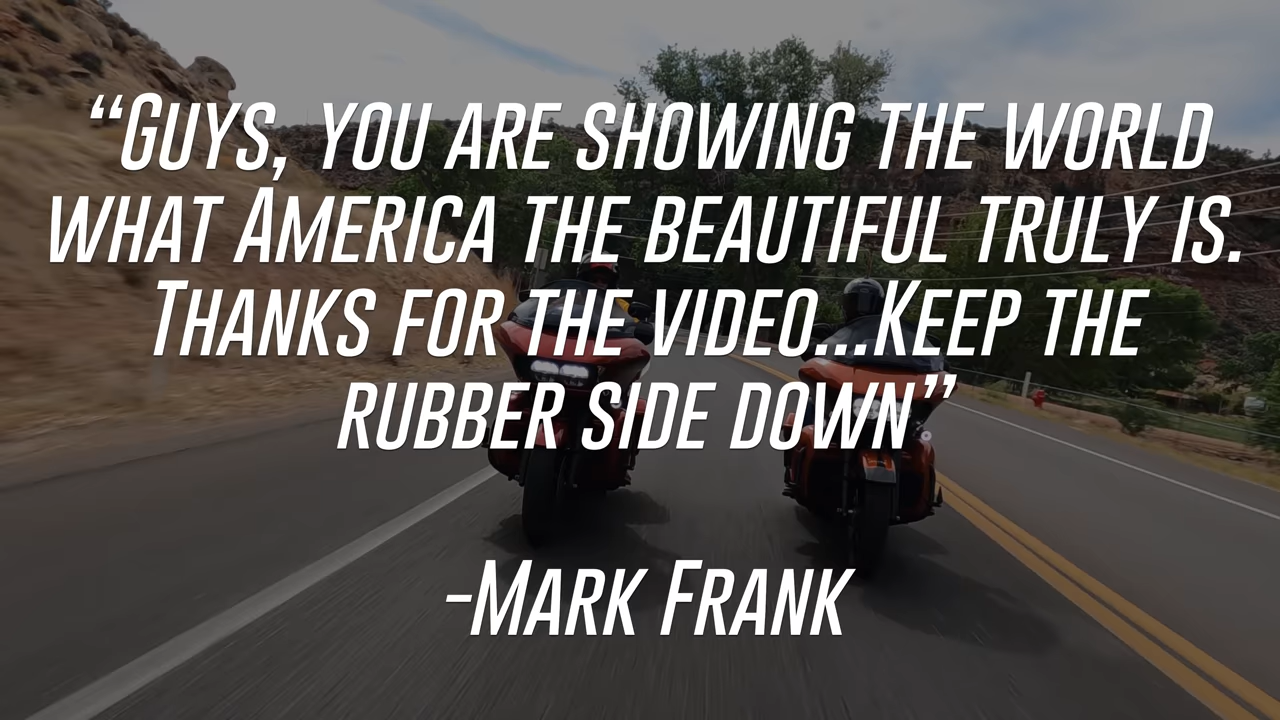 “Guys, you are showing the world
what America the beautiful truly is.
Thanks for the video...Keep the
rubber side down”
-Mark Frank